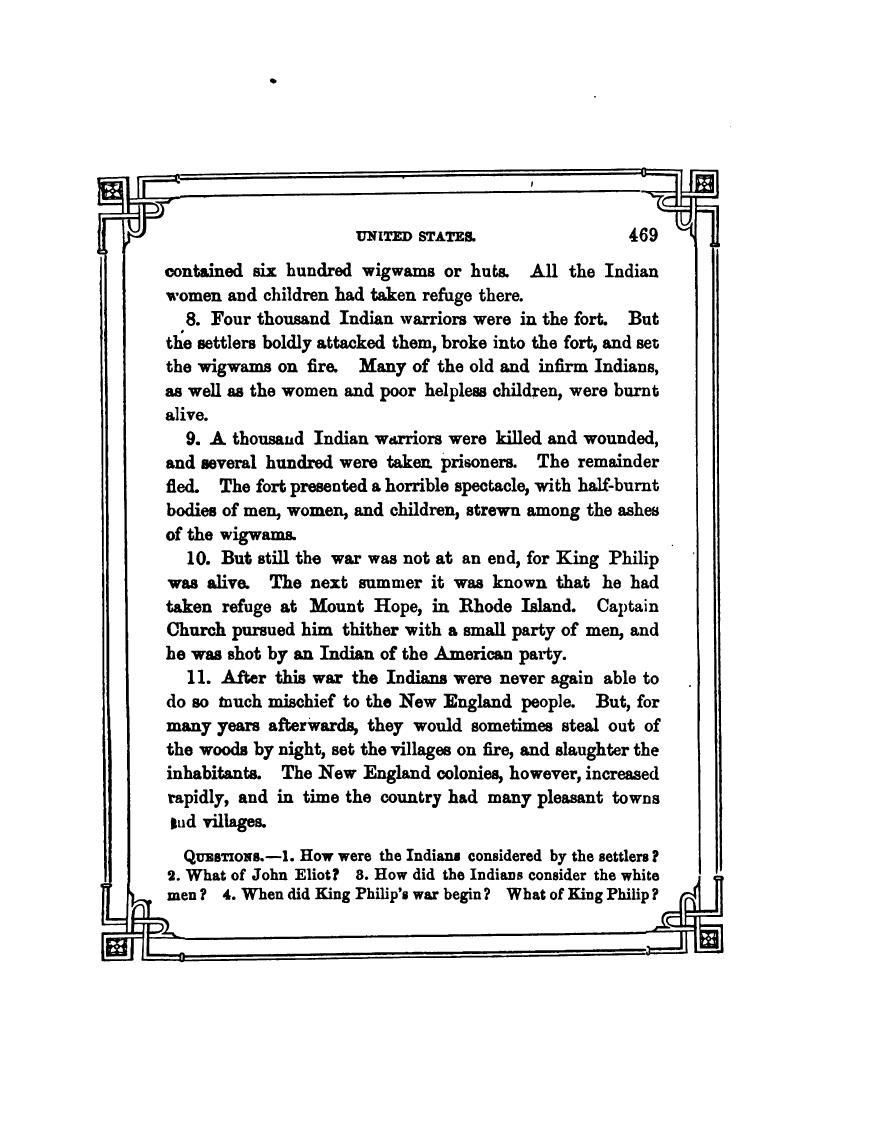 UNITED STATES. 469
contained six hundred wigwams or huts. All the Indian
women and children had taken refuge there.
8. Four thousand Indian warriors were in the fort. But
the settlers boldly attacked them, broke into the fort, and set
the wigwams on fire. Many of the old and infirm Indians,
as well as the women and poor helpless children, were burnt
alive.
9. A thousand Indian warriors were killed and wounded,
and several hundred were taken prisoners. The remainder
fled. The fort presented a horrible spectacle, with half-burnt
bodies of men, women, and children, strewn among the ashes
of the wigwams.
10. But still the war was not at an end, for King Philip
was alive. The next summer it was known that he had
taken refuge at Mount Hope, in Rhode Island. Captain
Church pursued him thither with a small party of men, and
he was shot by an Indian of the American party.
11. After this war the Indians were never again able to
do so much mischief to the New England people. But, for
many years afterwards, they would sometimes steal out of
the woods by night, set the villages on fire, and slaughter the
inhabitants. The New England colonies, however, increased
rapidly, and in time the country had many pleasant towns
and villages.
QUESTIONS.—1. How were the Indians considered by the settlers?
2. What of John Eliot? 3. How did the Indians consider the white
men? 4. When did King Philip's war begin? What of King Philip?